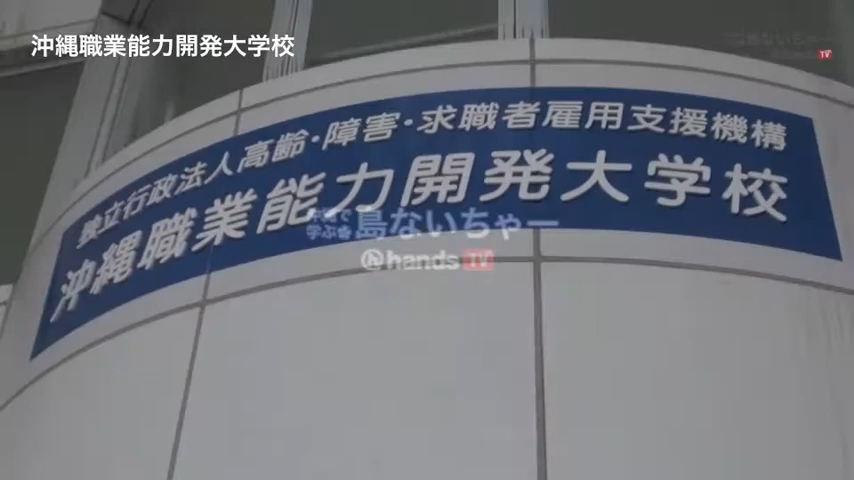 沖縄職業能力開発大学校
独立行政法人高齢・障害・求職者雇用支援機構
沖縄職業能力開発大学校
学ぶ
島ないちゃー
@hands TV